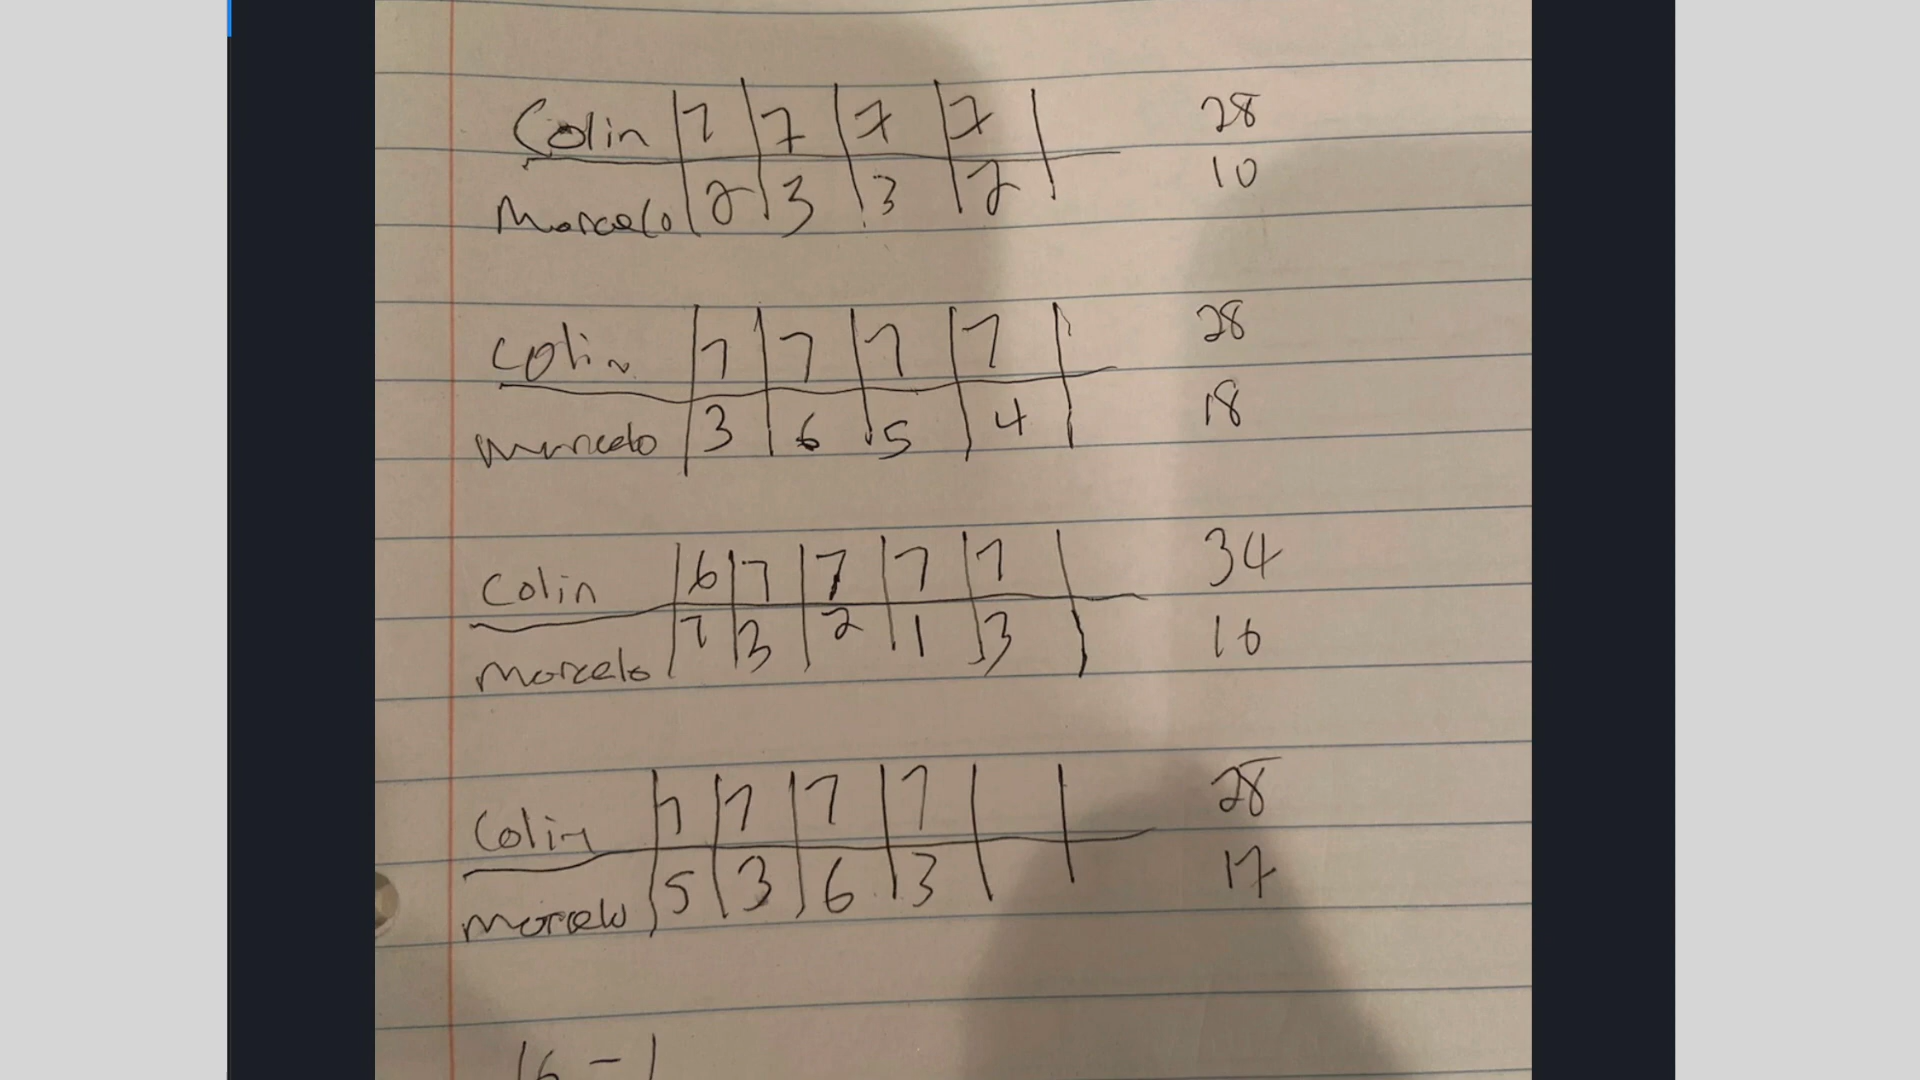 Colin 7 7 7 7 28
Marcelo 2 3 3 2 10
Colin 7 7 7 7 28
Marcelo 3 6 5 4 18
Colin 6 7 7 7 7 34
Marcelo 7 3 2 1 3 16
Colin 7 7 7 7 28
Marcelo 5 3 6 3 17
16 - 1